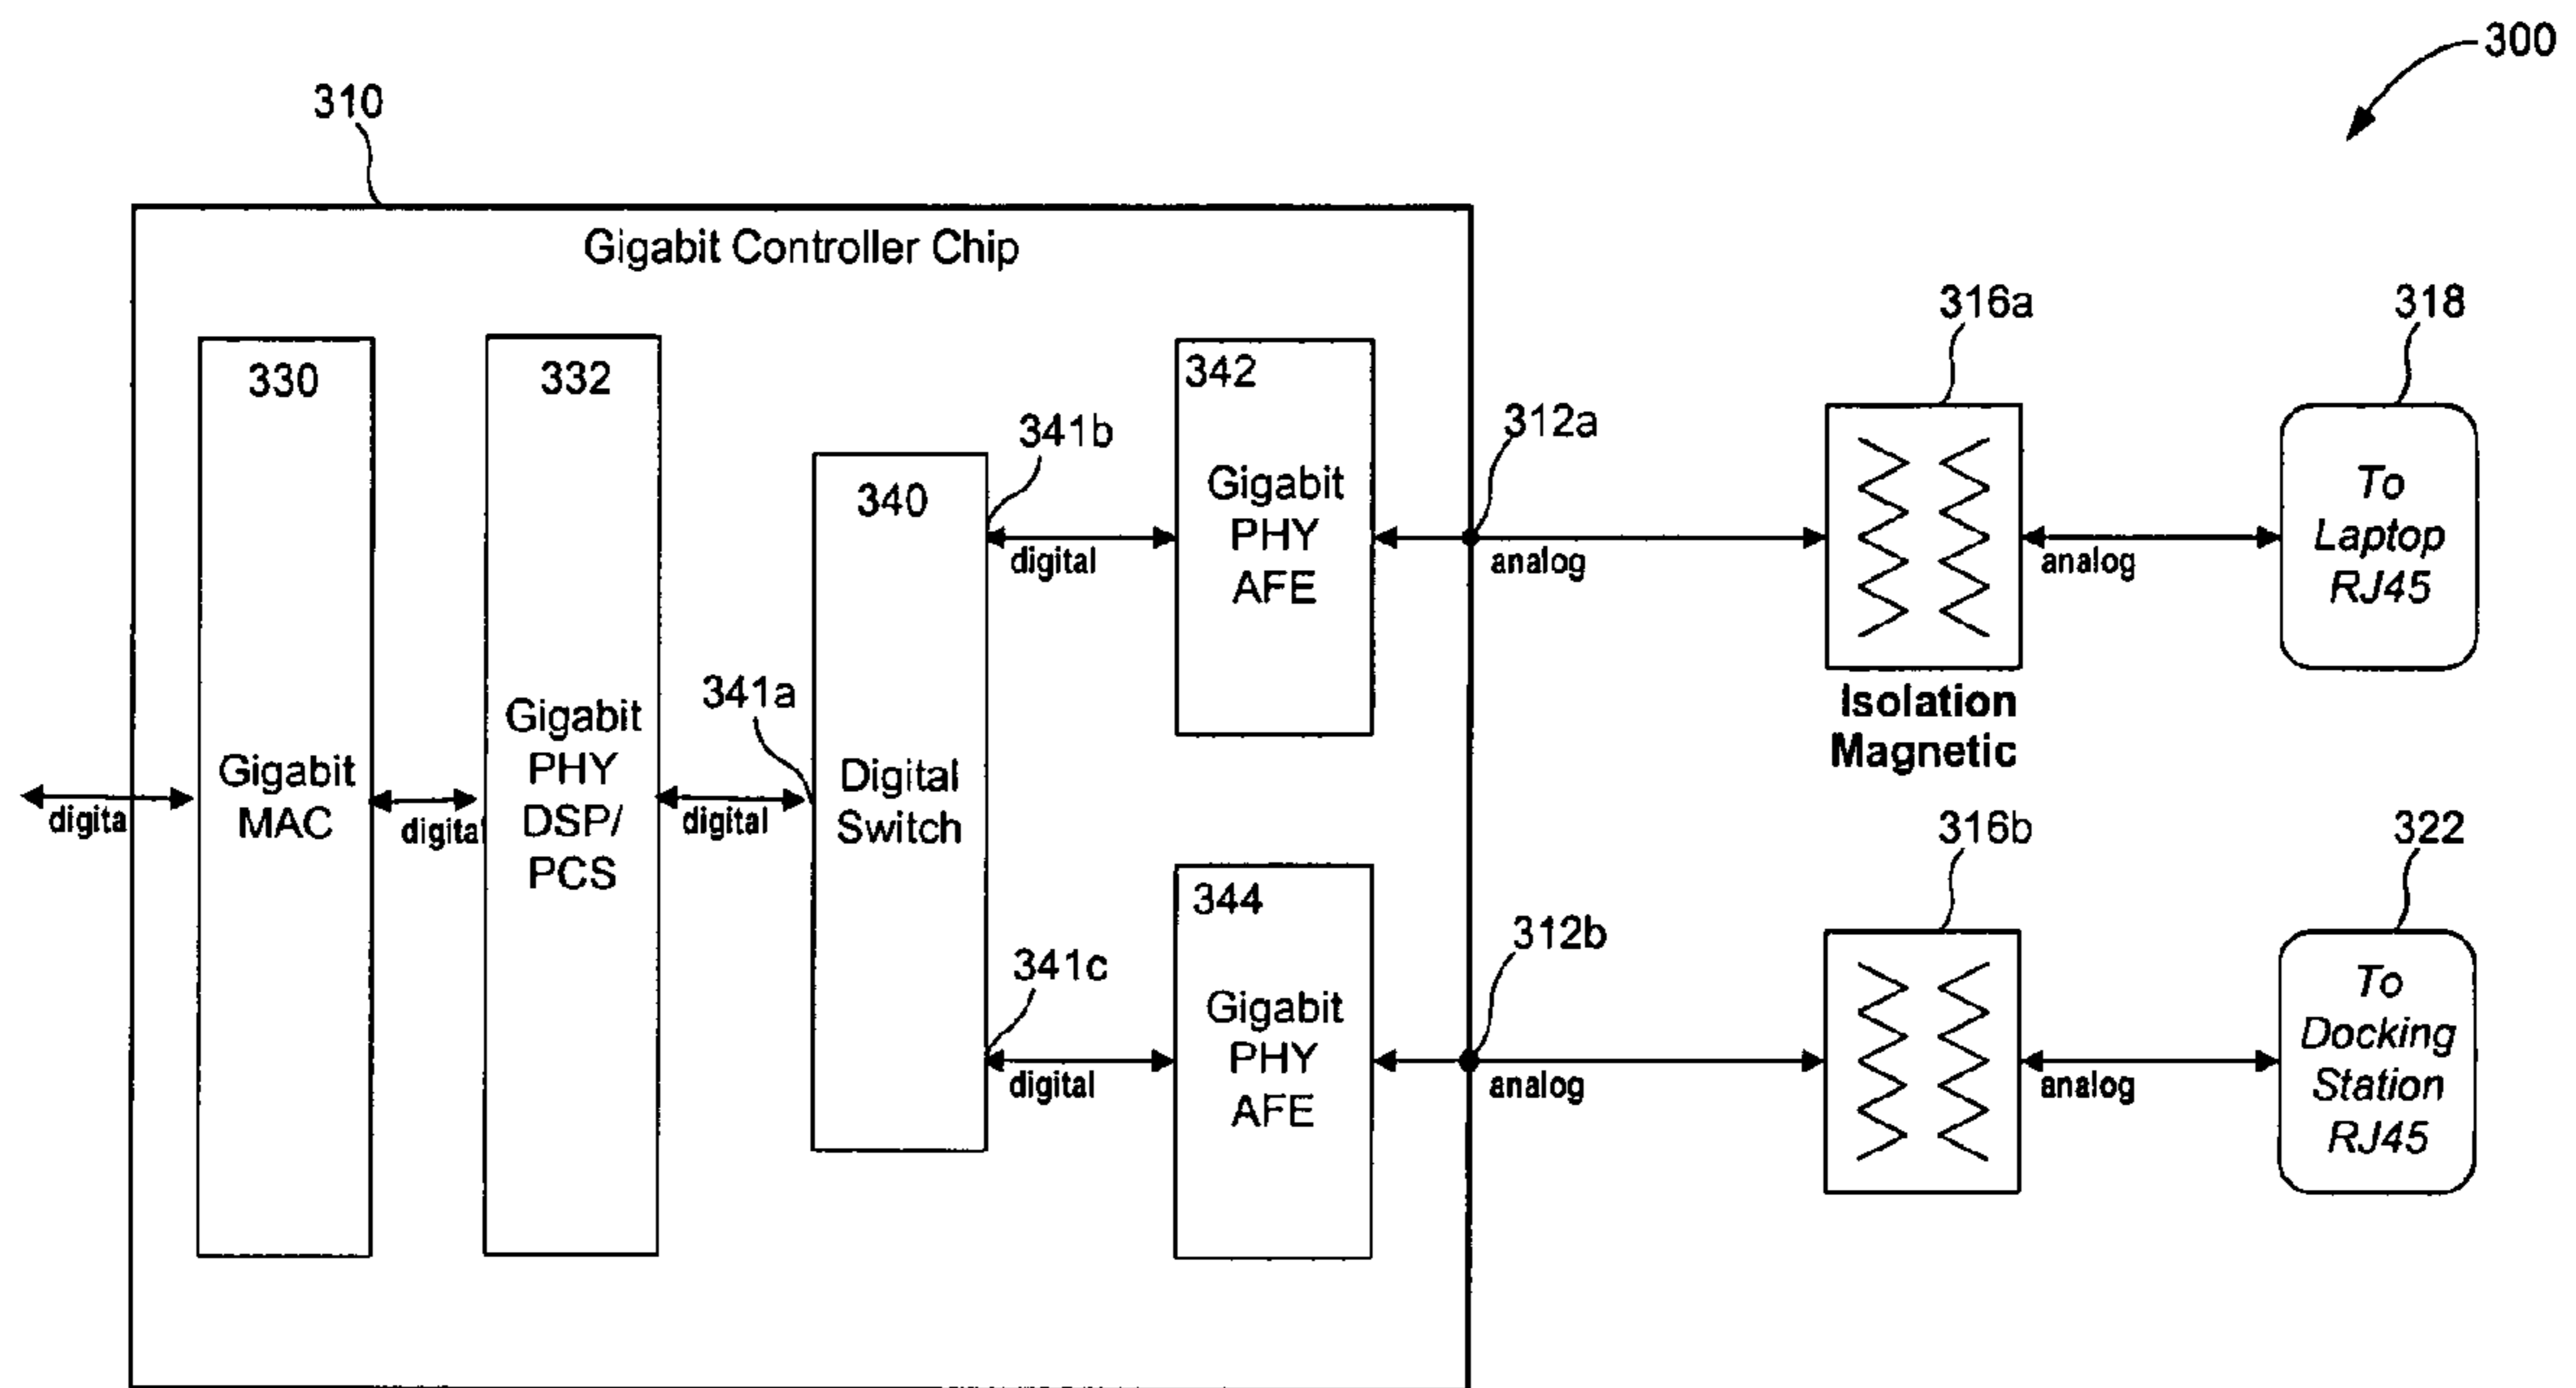 300
310
Gigabit Controller Chip
330
Gigabit
MAC
332
Gigabit
PHY
DSP/
PCS
340
Digital
Switch
341a
341b
341c
342
Gigabit
PHY
AFE
344
Gigabit
PHY
AFE
312a
312b
316a
Isolation
Magnetic
316b
318
To
Laptop
RJ45
322
To
Docking
Station
RJ45
digita
digital
digital
digital
digital
analog
analog
analog
analog